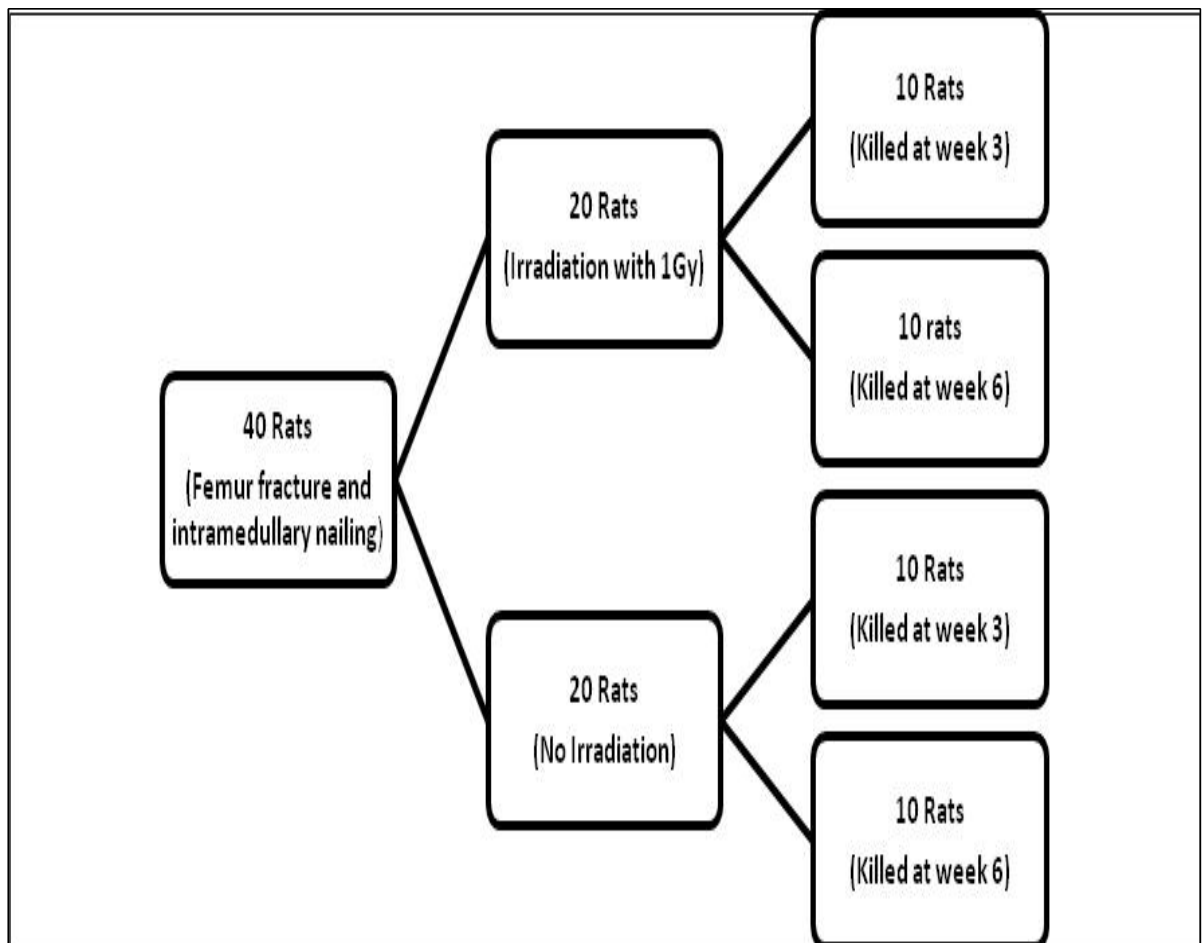 40 Rats
(Femur fracture and
intramedullary nailing)
20 Rats
(Irradiation with 1Gy)
10 Rats
(Killed at week 3)
10 rats
(Killed at week 6)
20 Rats
(No Irradiation)
10 Rats
(Killed at week 3)
10 Rats
(Killed at week 6)